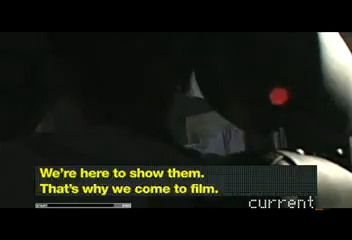 We're here to show them.
That's why we come to film.
current